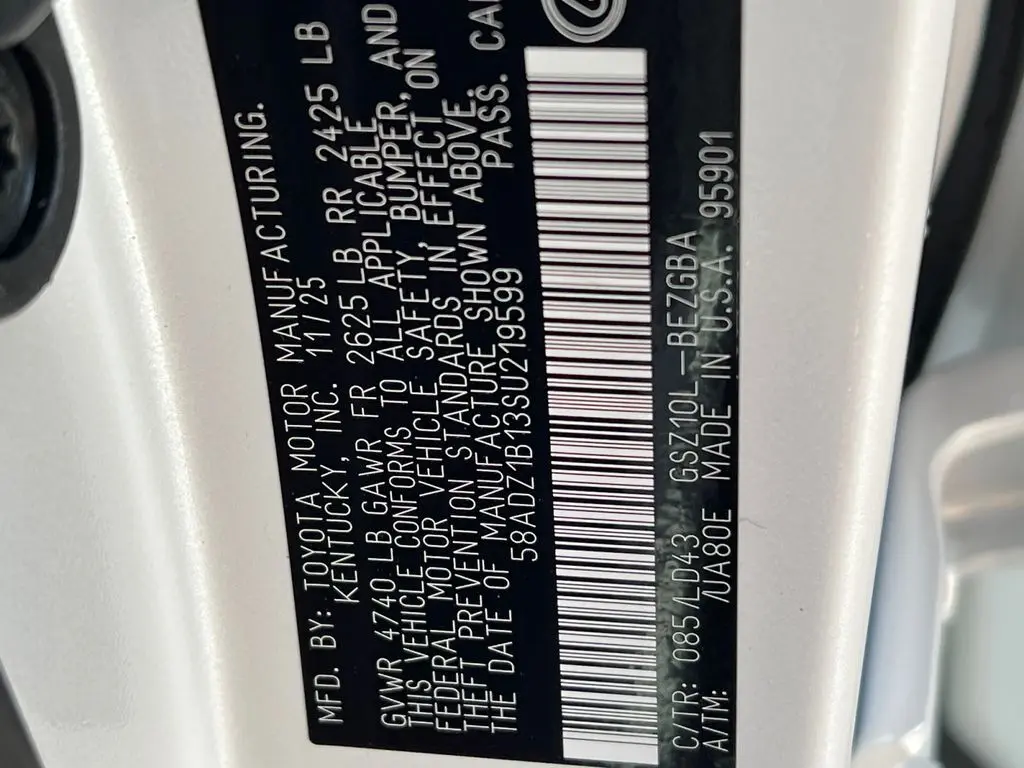 MFD. BY: TOYOTA MOTOR MANUFACTURING.
KENTUCKY, INC. 11/25
GVWR 4740 LB GAWR FR 2625 LB RR 2425 LB
THIS VEHICLE CONFORMS TO ALL APPLICABLE
FEDERAL MOTOR VEHICLE SAFETY, BUMPER, AND
THEFT PREVENTION STANDARDS IN EFFECT ON
THE DATE OF MANUFACTURE SHOWN ABOVE.
58ADZ1B13SU219599 PASS. CAR
C/TR: 085/LD43 GSZ10L-BEZGBA
A/TM: /UA80E MADE IN U.S.A. 95901